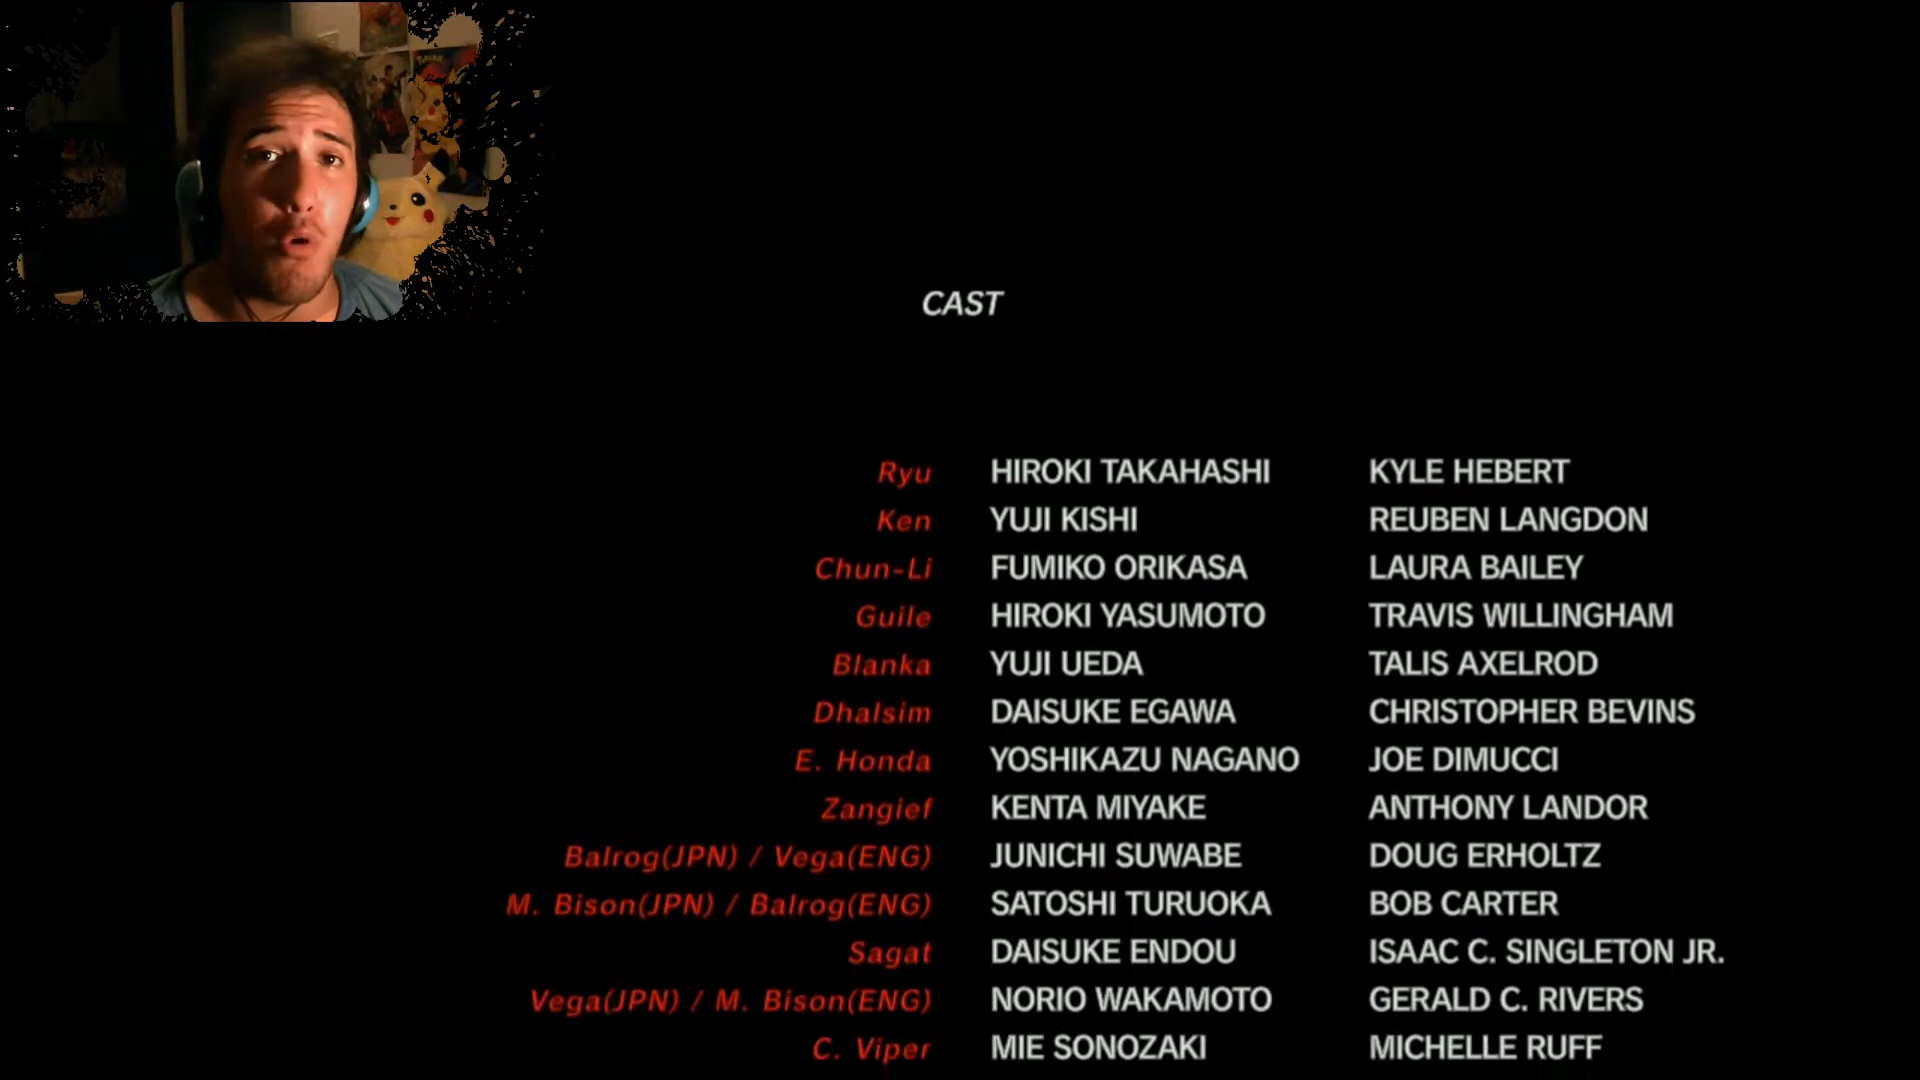 CAST
Ryu HIROKI TAKAHASHI KYLE HEBERT
Ken YUJI KISHI REUBEN LANGDON
Chun-Li FUMIKO ORIKASA LAURA BAILEY
Guile HIROKI YASUMOTO TRAVIS WILLINGHAM
Blanka YUJI UEDA TALIS AXELROD
Dhalsim DAISUKE EGAWA CHRISTOPHER BEVINS
E. Honda YOSHIKAZU NAGANO JOE DIMUCCI
Zangief KENTA MIYAKE ANTHONY LANDOR
Balrog(JPN) / Vega(ENG) JUNICHI SUWABE DOUG ERHOLTZ
M. Bison(JPN) / Balrog(ENG) SATOSHI TURUOKA BOB CARTER
Sagat DAISUKE ENDOU ISAAC C. SINGLETON JR.
Vega(JPN) / M. Bison(ENG) NORIO WAKAMOTO GERALD C. RIVERS
C. Viper MIE SONOZAKI MICHELLE RUFF